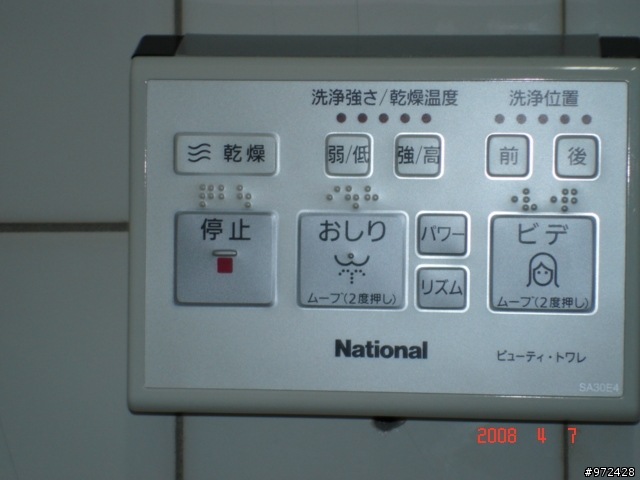 洗浄強さ/乾燥温度
洗浄位置
乾燥
弱/低
強/高
前
後
停止
おしり
パワー
ビデ
リズム
ムーブ(2度押し)
ムーブ(2度押し)
National
ビューティ・トワレ
SA30E4
2008 4 7
#972428